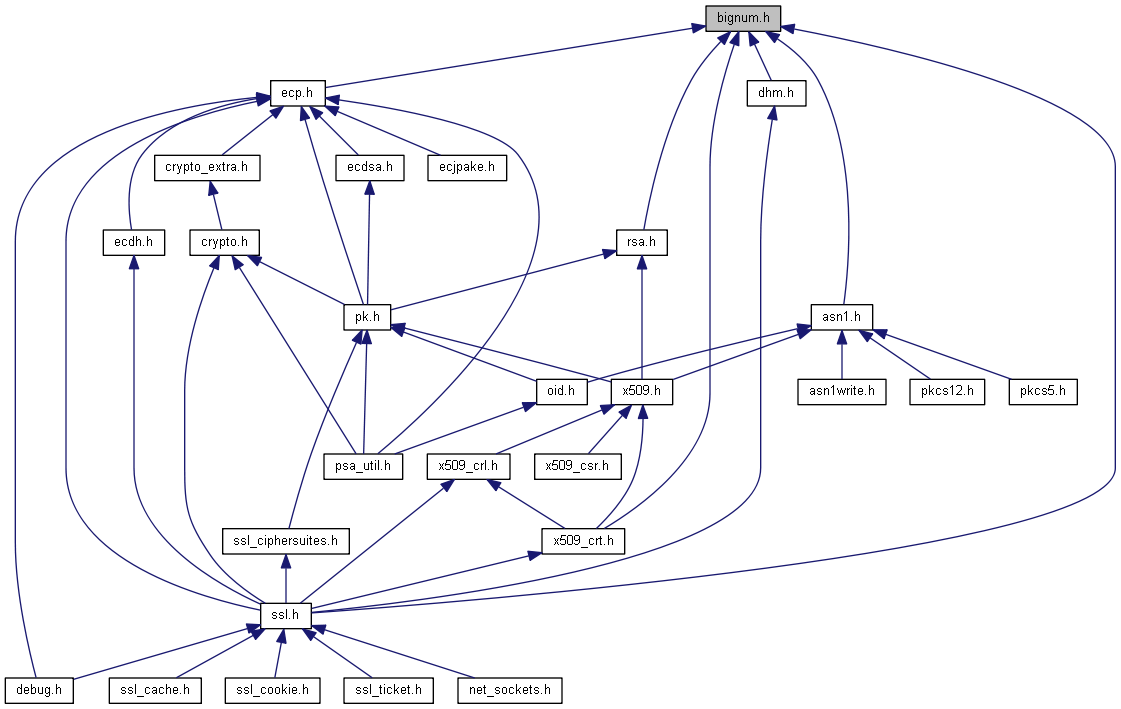 bignum.h
ecp.h
dhm.h
crypto_extra.h
ecdsa.h
ecjpake.h
ecdh.h
crypto.h
rsa.h
pk.h
asn1.h
oid.h
x509.h
asn1write.h
pkcs12.h
pkcs5.h
psa_util.h
x509_crl.h
x509_csr.h
ssl_ciphersuites.h
x509_crt.h
ssl.h
debug.h
ssl_cache.h
ssl_cookie.h
ssl_ticket.h
net_sockets.h